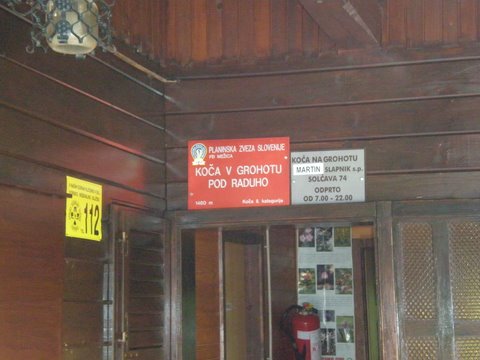 PLANINSKA ZVEZA SLOVENIJE
PD MEŽICA
KOČA V GROHOTU
POD RADUHO
1460 m
Koča II. kategorije
KOČA NA GROHOTU
MARTIN SLAPNIK s.p.
SOLČAVA 74
ODPRTO
OD 7.00 - 22.00
112